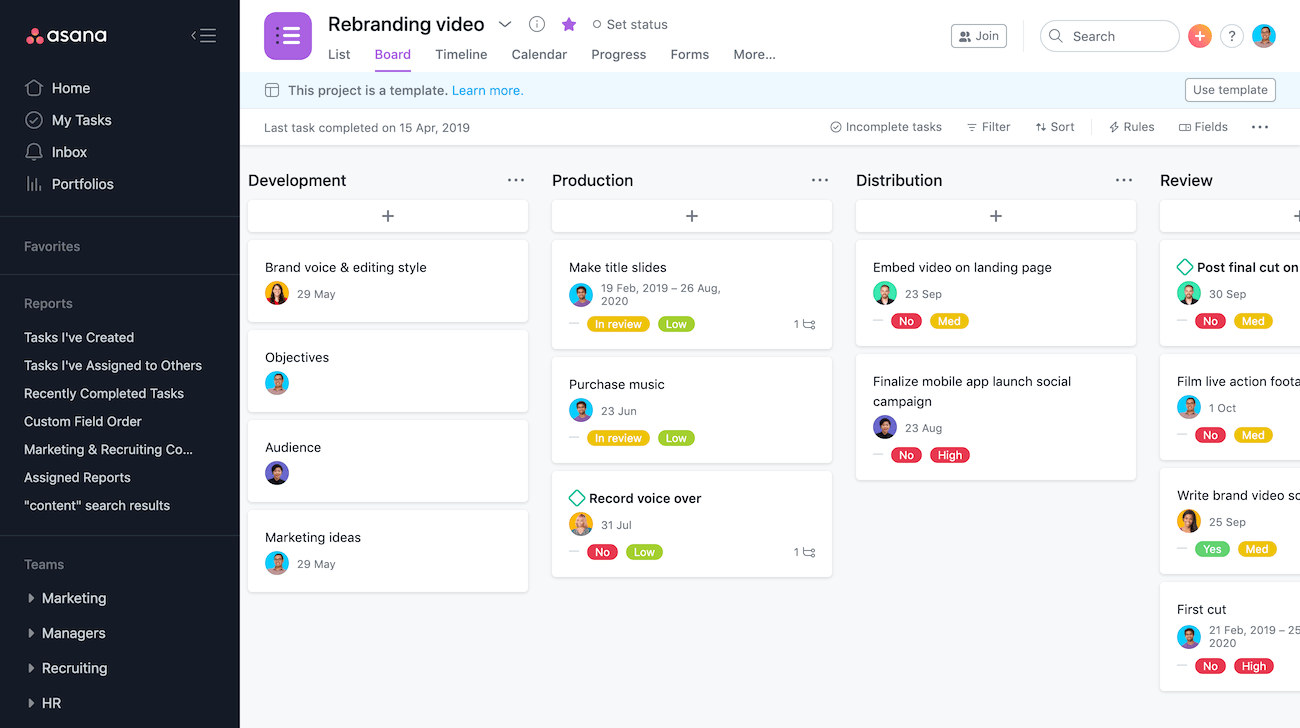 asana
Home
My Tasks
Inbox
Portfolios
Favorites
Reports
Tasks I've Created
Tasks I've Assigned to Others
Recently Completed Tasks
Custom Field Order
Marketing & Recruiting Co...
Assigned Reports
"content" search results
Teams
Marketing
Managers
Recruiting
HR
Rebranding video
Set status
List Board Timeline Calendar Progress Forms More...
Join
Search
?
This project is a template. Learn more.
Use template
Last task completed on 15 Apr, 2019
Incomplete tasks Filter Sort Rules Fields
Development
Brand voice & editing style
29 May
Objectives
Audience
Marketing ideas
29 May
Production
Make title slides
19 Feb, 2019 – 26 Aug,
2020
In review Low 1
Purchase music
23 Jun
In review Low
Record voice over
31 Jul
No Low 1
Distribution
Embed video on landing page
23 Sep
No Med
Finalize mobile app launch social
campaign
23 Aug
No High
Review
Post final cut on
30 Sep
No Med
Film live action foota
1 Oct
No Med
Write brand video sc
25 Sep
Yes Med
First cut
21 Feb, 2019 – 25
2020
No High